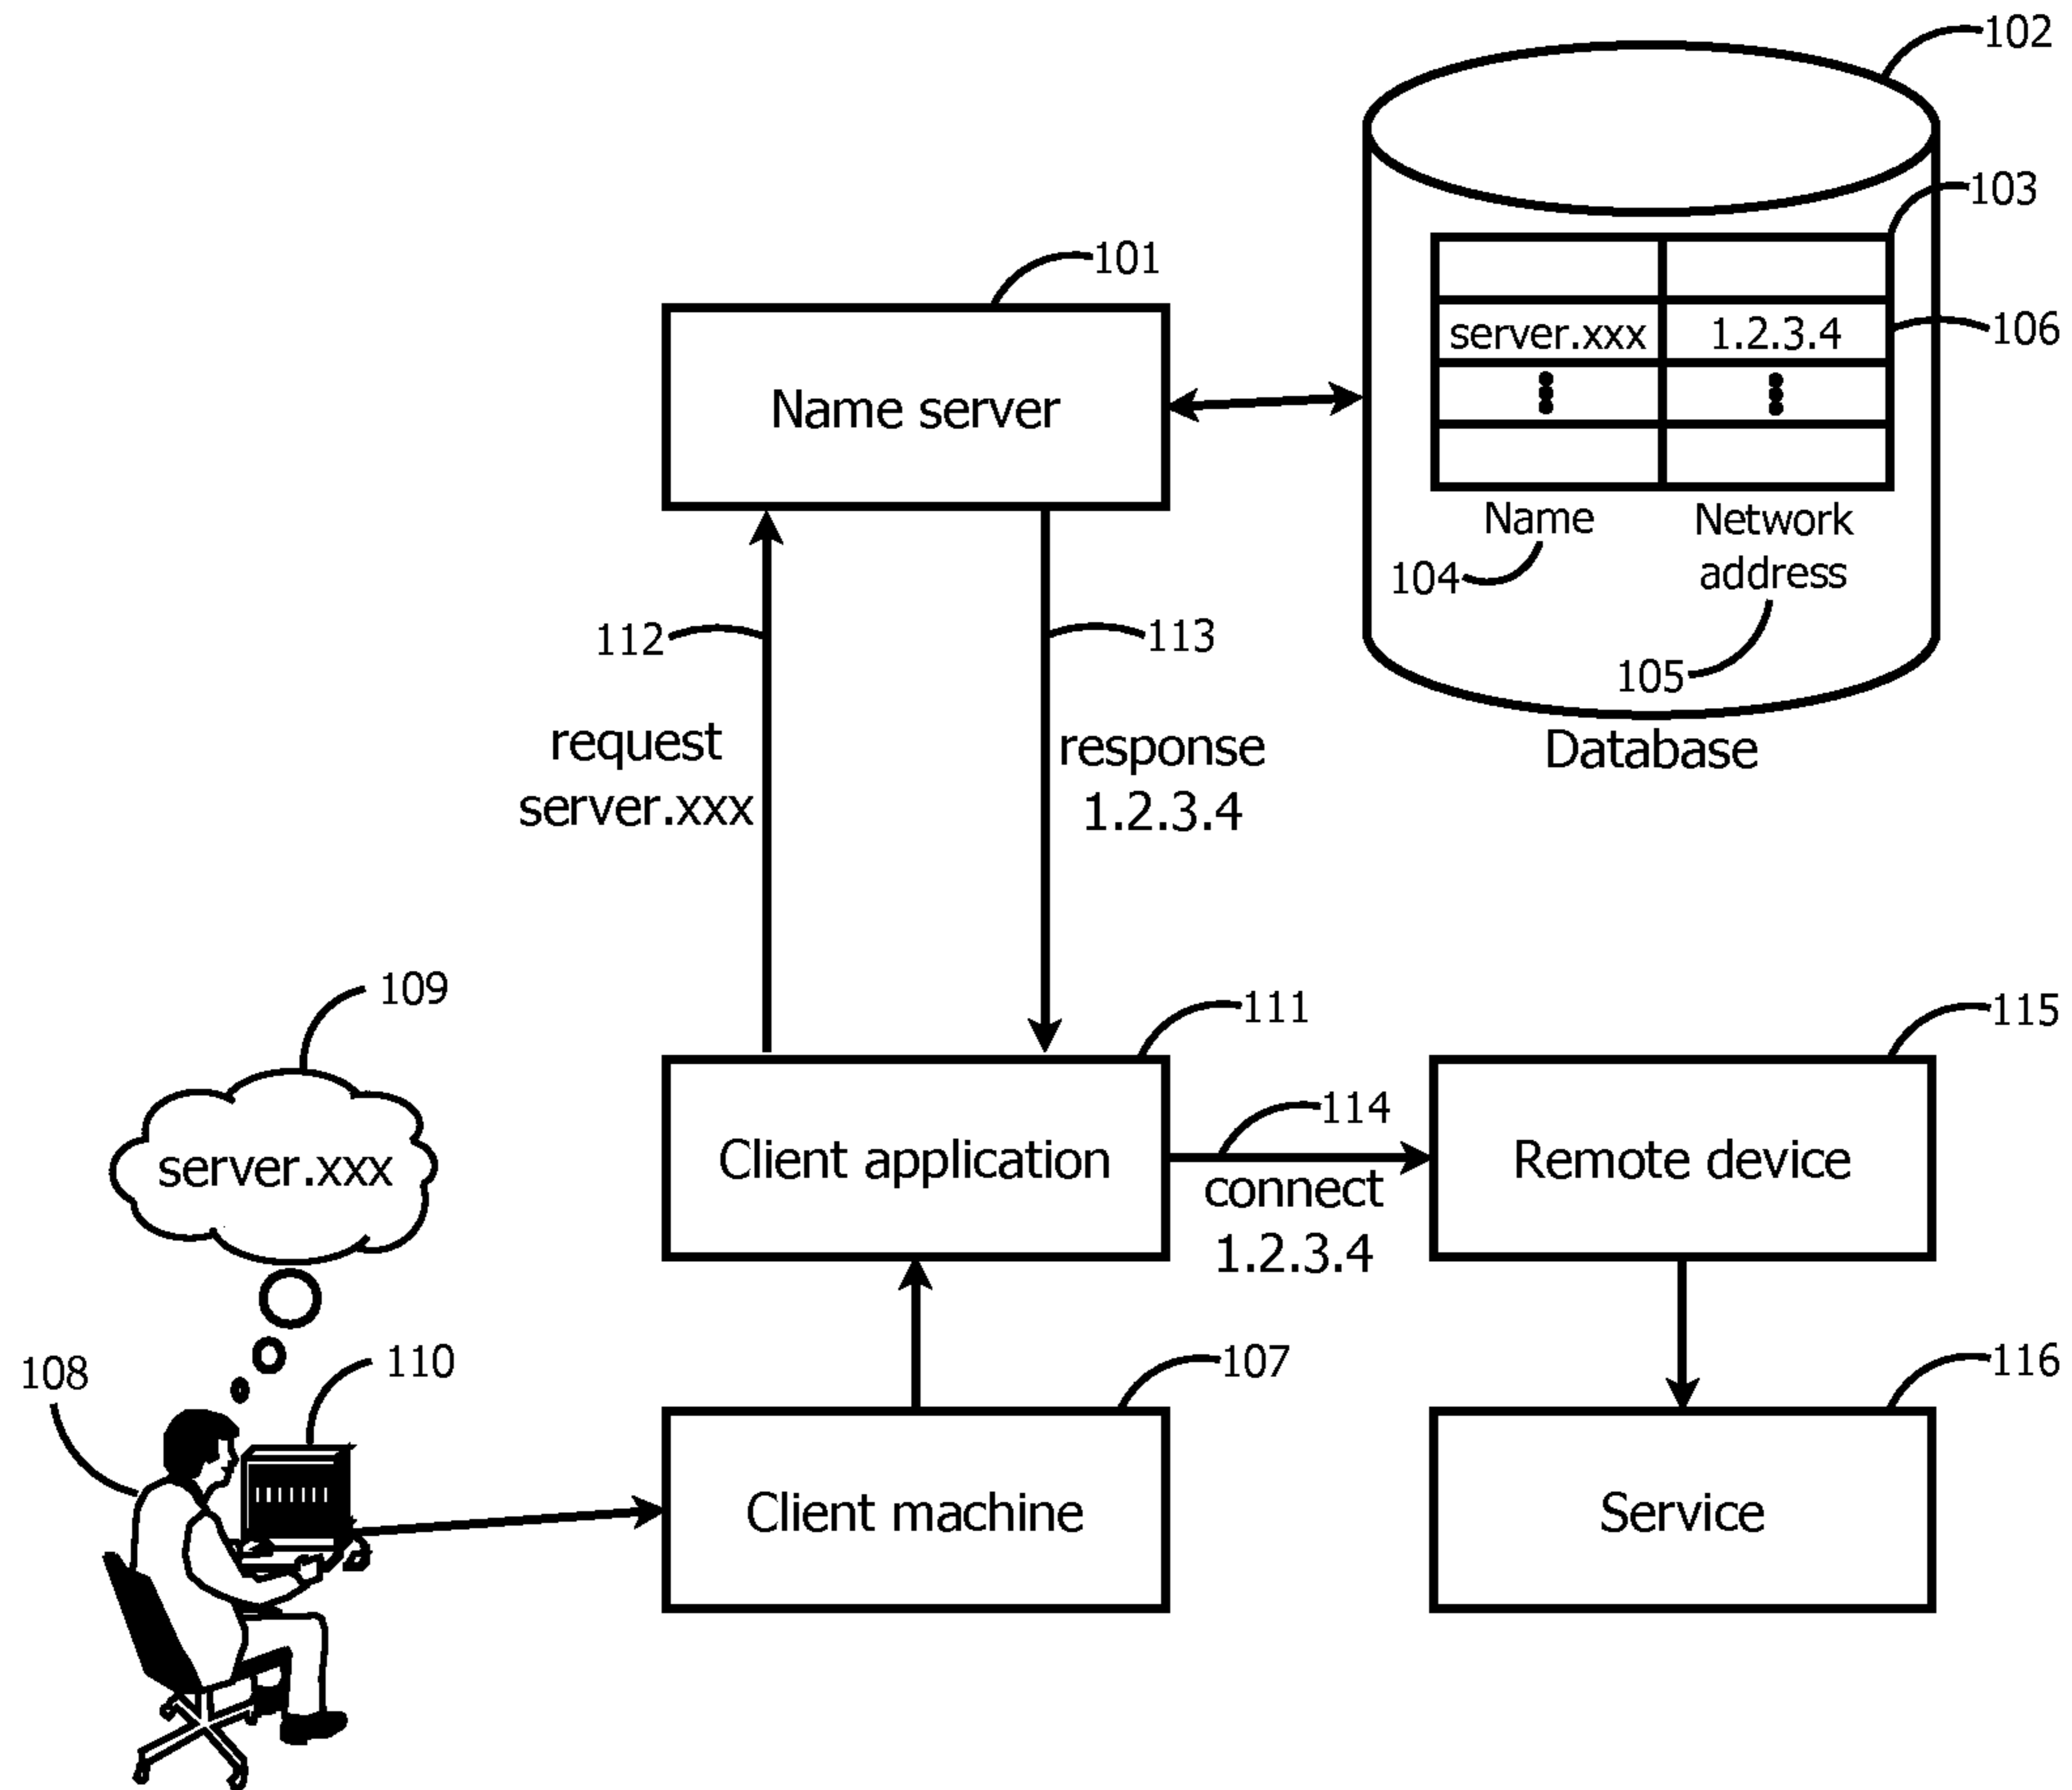 102
103
101
server.xxx 1.2.3.4
106
Name server
Name
Network
address
104
112
113
105
request
server.xxx
response
1.2.3.4
Database
109
111
115
114
server.xxx
Client application
Remote device
connect
1.2.3.4
108
110
107
116
Client machine
Service